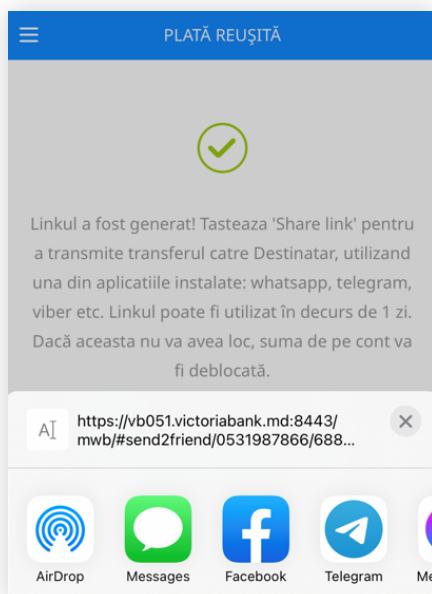 PLATĂ REUŞITĂ
Linkul a fost generat! Tasteaza 'Share link' pentru
a transmite transferul catre Destinatar, utilizand
una din aplicatiile instalate: whatsapp, telegram,
viber etc. Linkul poate fi utilizat în decurs de 1 zi.
Dacă aceasta nu va avea loc, suma de pe cont va
fi deblocată.
https://vb051.victoriabank.md:8443/
mwb/#send2friend/0531987866/688...
AirDrop
Messages
Facebook
Telegram
Me